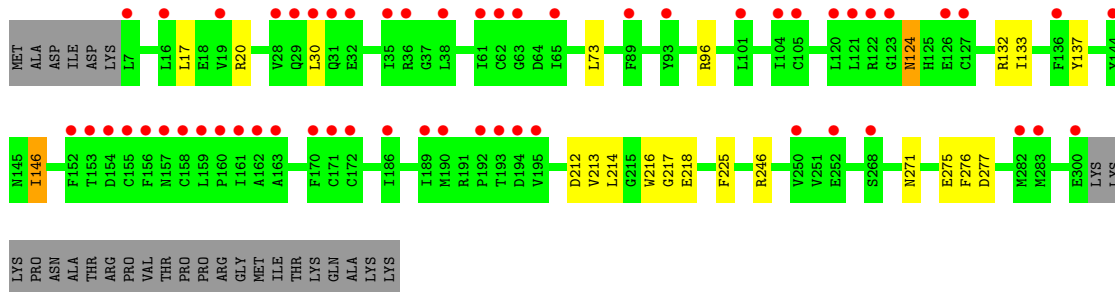 MET ALA ASP ILE ASP LYS L7 L16 L17 E18 V19 R20 V28 Q29 L30 Q31 E32 I35 R36 G37 L38 I61 C62 G63 D64 I65 L73 F89 Y93 R96 L101 I104 C105 L120 L121 R122 G123 N124 H125 E126 C127 R132 I133 F136 Y137 Y144
N145 I146 F152 T153 D154 C155 F156 N157 C158 L159 P160 I161 A162 A163 F170 C171 C172 I186 I189 M190 R191 P192 T193 D194 V195 D212 V213 L214 G215 W216 G217 E218 F225 R246 V250 V251 E252 S268 N271 E275 F276 D277 M282 M283 E300 LYS LYS
LYS PRO ASN ALA THR ARG PRO VAL THR PRO PRO ARG GLY MET ILE THR LYS GLN ALA LYS LYS